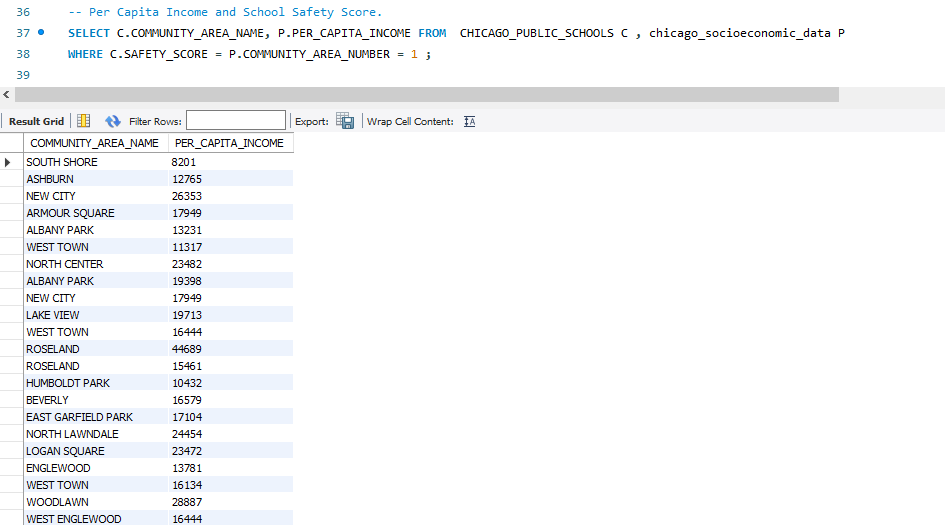 36 -- Per Capita Income and School Safety Score.
37 SELECT C.COMMUNITY_AREA_NAME, P.PER_CAPITA_INCOME FROM  CHICAGO_PUBLIC_SCHOOLS C , chicago_socioeconomic_data P
38 WHERE C.SAFETY_SCORE = P.COMMUNITY_AREA_NUMBER = 1 ;
39
Result Grid Filter Rows: Export: Wrap Cell Content:
COMMUNITY_AREA_NAME PER_CAPITA_INCOME
SOUTH SHORE 8201
ASHBURN 12765
NEW CITY 26353
ARMOUR SQUARE 17949
ALBANY PARK 13231
WEST TOWN 11317
NORTH CENTER 23482
ALBANY PARK 19398
NEW CITY 17949
LAKE VIEW 19713
WEST TOWN 16444
ROSELAND 44689
ROSELAND 15461
HUMBOLDT PARK 10432
BEVERLY 16579
EAST GARFIELD PARK 17104
NORTH LAWNDALE 24454
LOGAN SQUARE 23472
ENGLEWOOD 13781
WEST TOWN 16134
WOODLAWN 28887
WEST ENGLEWOOD 16444